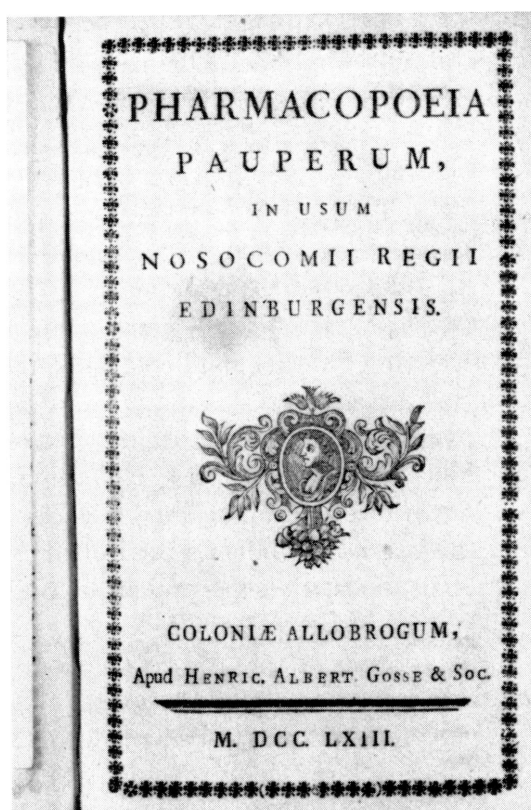 PHARMACOPOEIA
PAUPERUM,
IN USUM
NOSOCOMII REGII
EDINBURGENSIS.
COLONIÆ ALLOBROGUM,
Apud HENRIC. ALBERT. GOSSE & SOC.
M. DCC. LXIII.